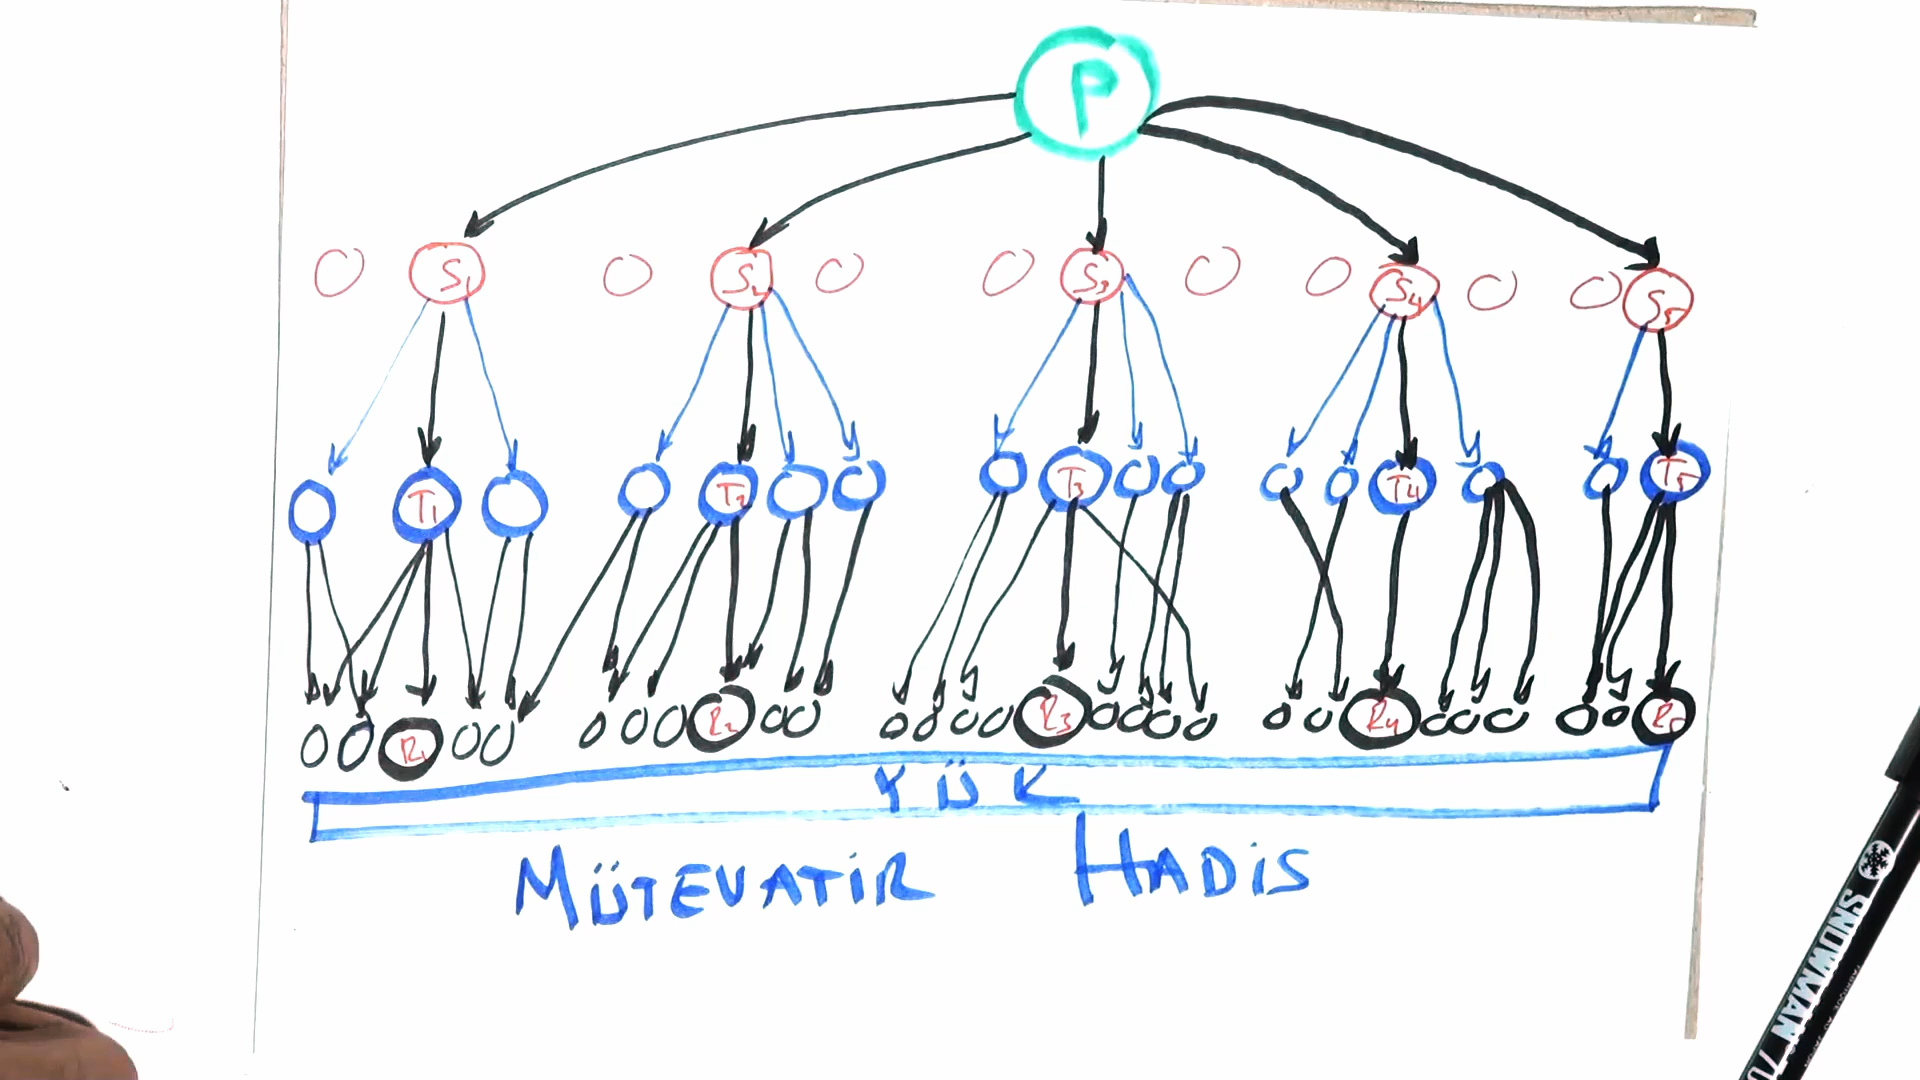 P
S1 S2 S3 S4 S5
T1 T2 T3 T4 T5
R1 R2 R3 R4 R5
YÜK
MÜTEVATİR HADİS
SNOWMAN